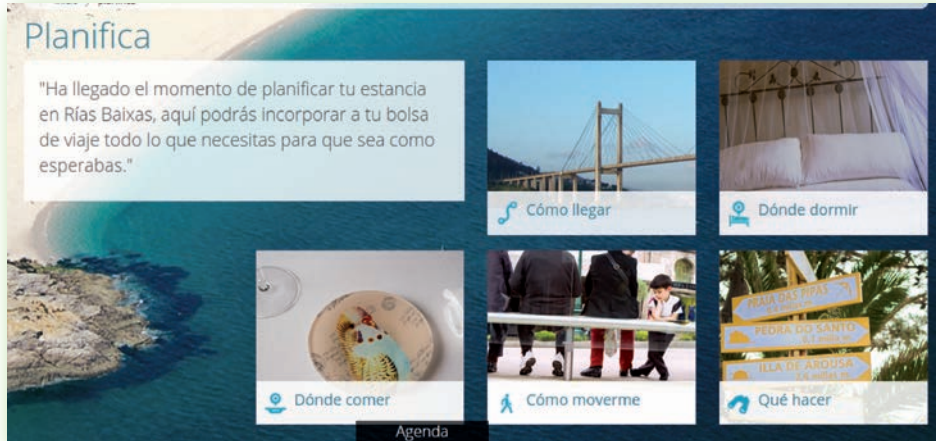 Planifica
"Ha llegado el momento de planificar tu estancia
en Rías Baixas, aquí podrás incorporar a tu bolsa
de viaje todo lo que necesitas para que sea como
esperabas."
Cómo llegar
Dónde dormir
PRAIA DAS PIPAS
PEDRA DO SANTO
ILLA DE AROUSA
Dónde comer
Cómo moverme
Qué hacer
Agenda